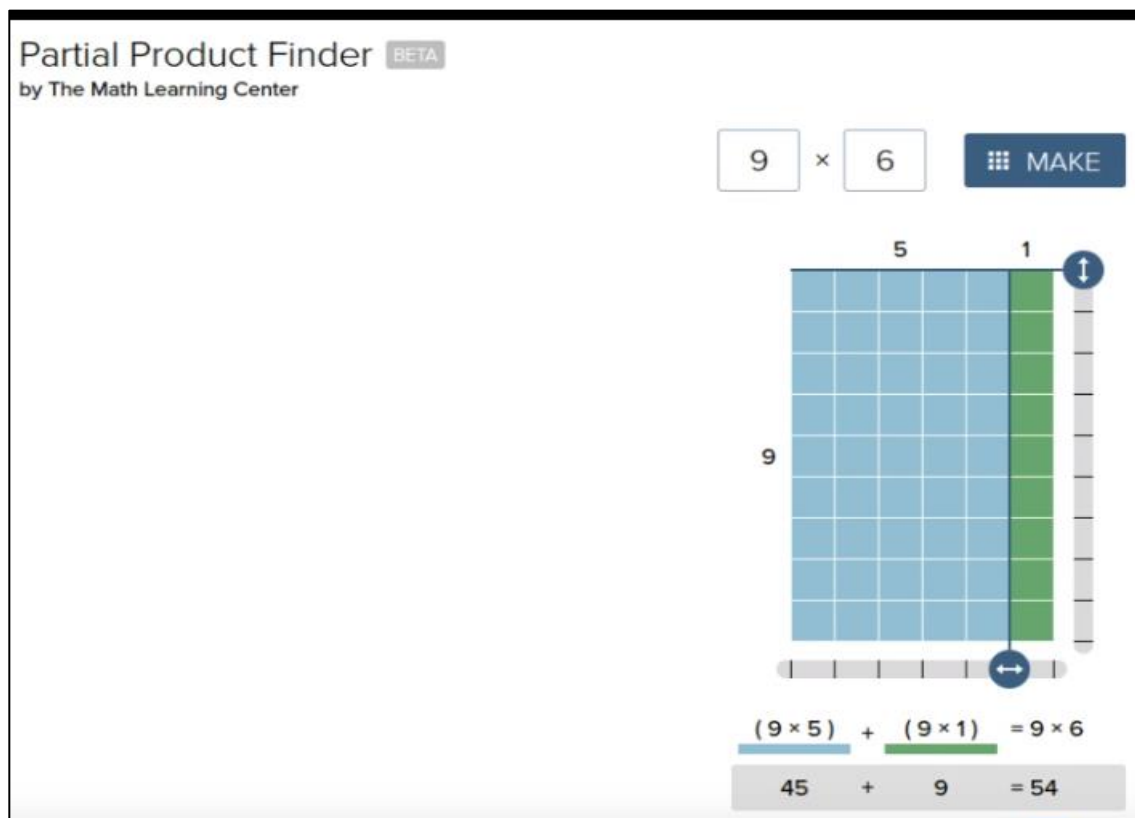 Partial Product Finder BETA
by The Math Learning Center
9 × 6 MAKE
5 1
9
(9 × 5) + (9 × 1) = 9 × 6
45 + 9 = 54